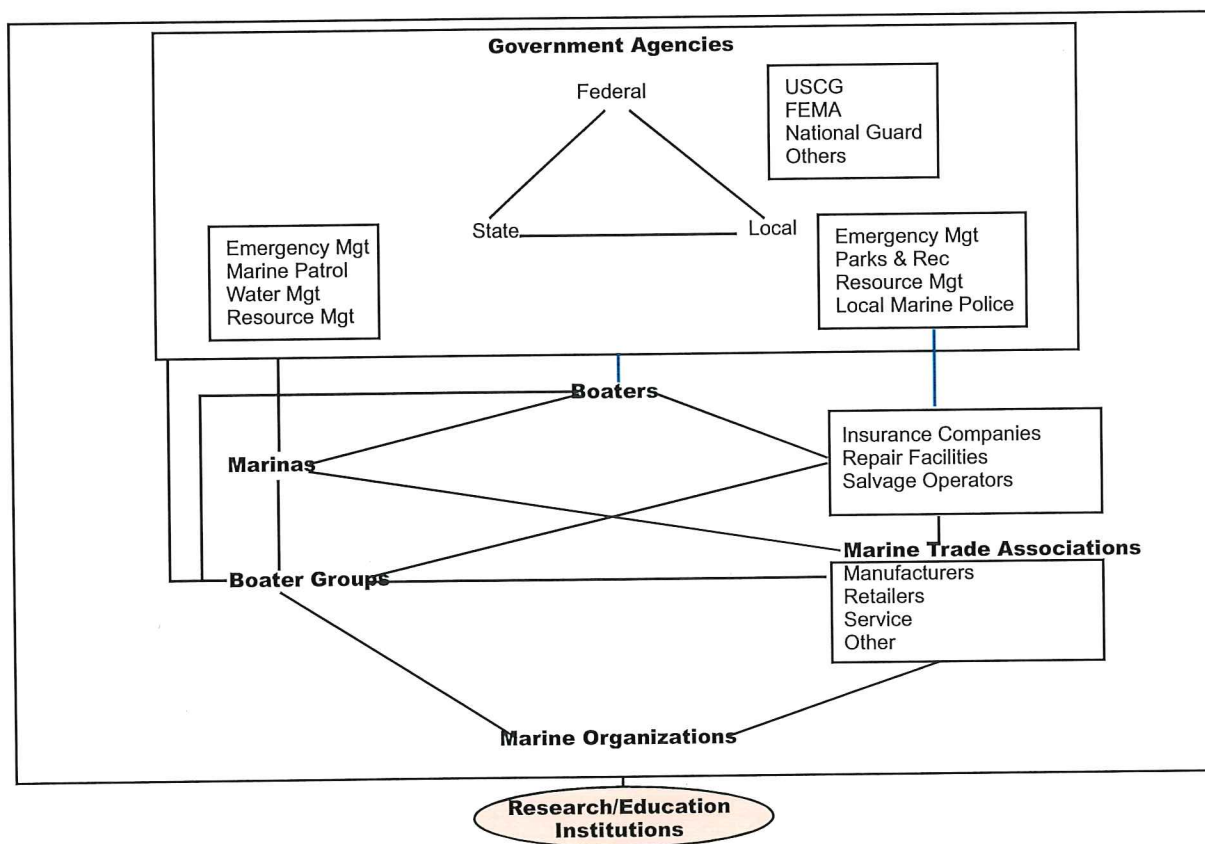 Government Agencies
Federal
USCG
FEMA
National Guard
Others
State
Local
Emergency Mgt
Marine Patrol
Water Mgt
Resource Mgt
Emergency Mgt
Parks & Rec
Resource Mgt
Local Marine Police
Boaters
Marinas
Insurance Companies
Repair Facilities
Salvage Operators
Boater Groups
Marine Trade Associations
Manufacturers
Retailers
Service
Other
Marine Organizations
Research/Education
Institutions